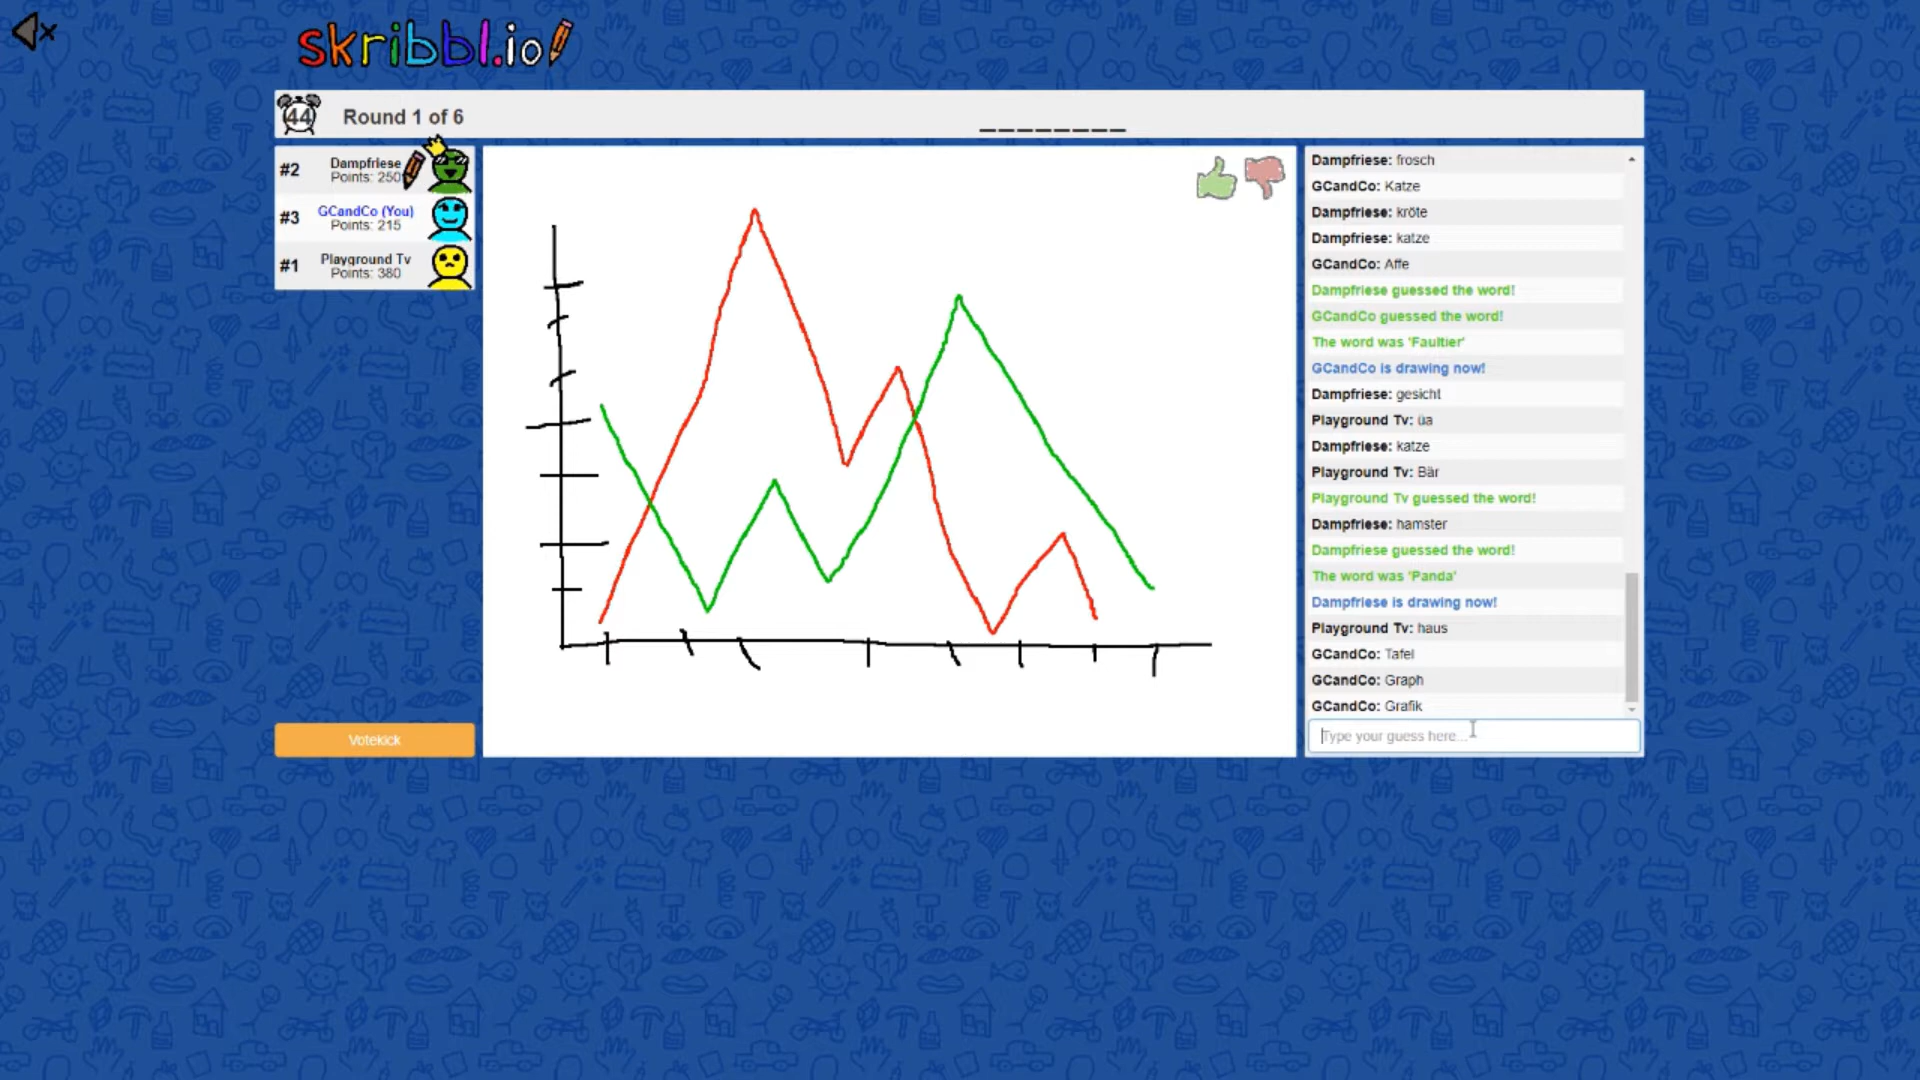 skribbl.io
44
Round 1 of 6
________
#2
Dampfriese
Points: 250
#3
GCandCo (You)
Points: 215
#1
Playground Tv
Points: 380
Votekick
Dampfriese: frosch
GCandCo: Katze
Dampfriese: kröte
Dampfriese: katze
GCandCo: Affe
Dampfriese guessed the word!
GCandCo guessed the word!
The word was 'Faultier'
GCandCo is drawing now!
Dampfriese: gesicht
Playground Tv: üa
Dampfriese: katze
Playground Tv: Bär
Playground Tv guessed the word!
Dampfriese: hamster
Dampfriese guessed the word!
The word was 'Panda'
Dampfriese is drawing now!
Playground Tv: haus
GCandCo: Tafel
GCandCo: Graph
GCandCo: Grafik
Type your guess here...